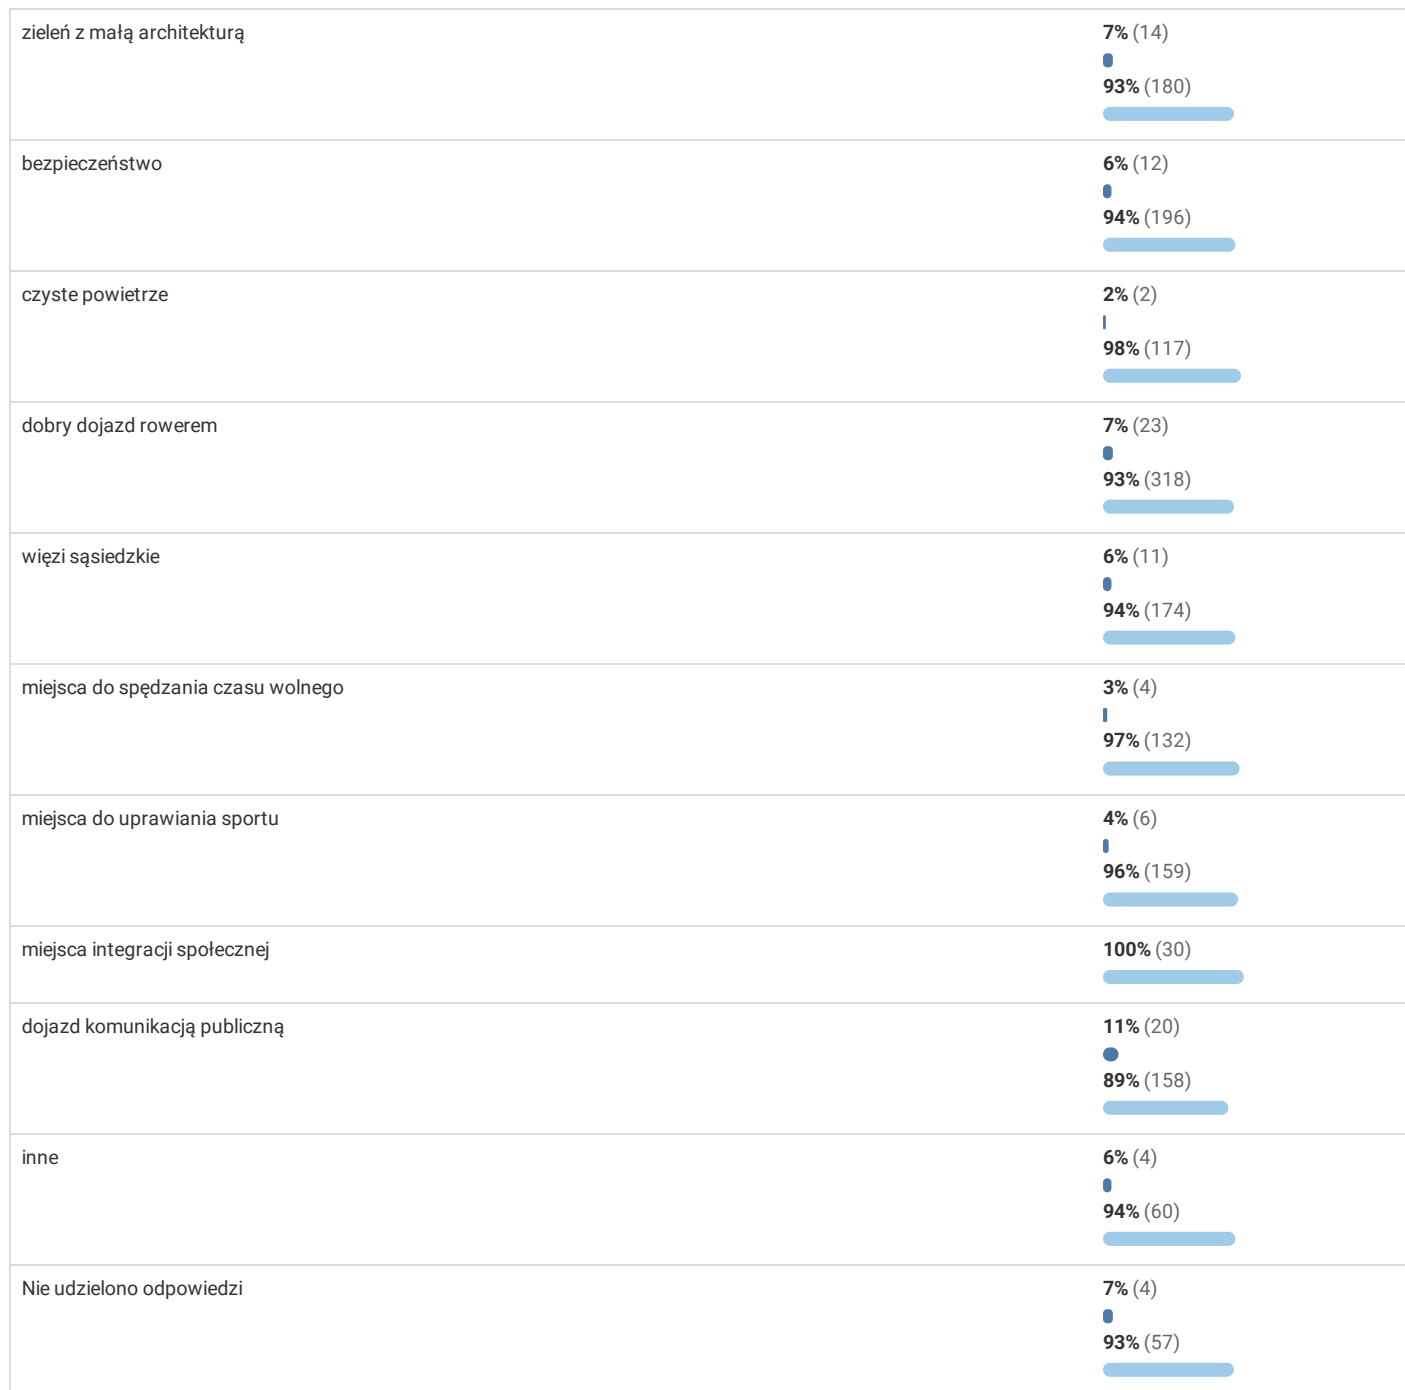 zieleń z małą architekturą
7% (14)
93% (180)
bezpieczeństwo
6% (12)
94% (196)
czyste powietrze
2% (2)
98% (117)
dobry dojazd rowerem
7% (23)
93% (318)
więzi sąsiedzkie
6% (11)
94% (174)
miejsca do spędzania czasu wolnego
3% (4)
97% (132)
miejsca do uprawiania sportu
4% (6)
96% (159)
miejsca integracji społecznej
100% (30)
dojazd komunikacją publiczną
11% (20)
89% (158)
inne
6% (4)
94% (60)
Nie udzielono odpowiedzi
7% (4)
93% (57)